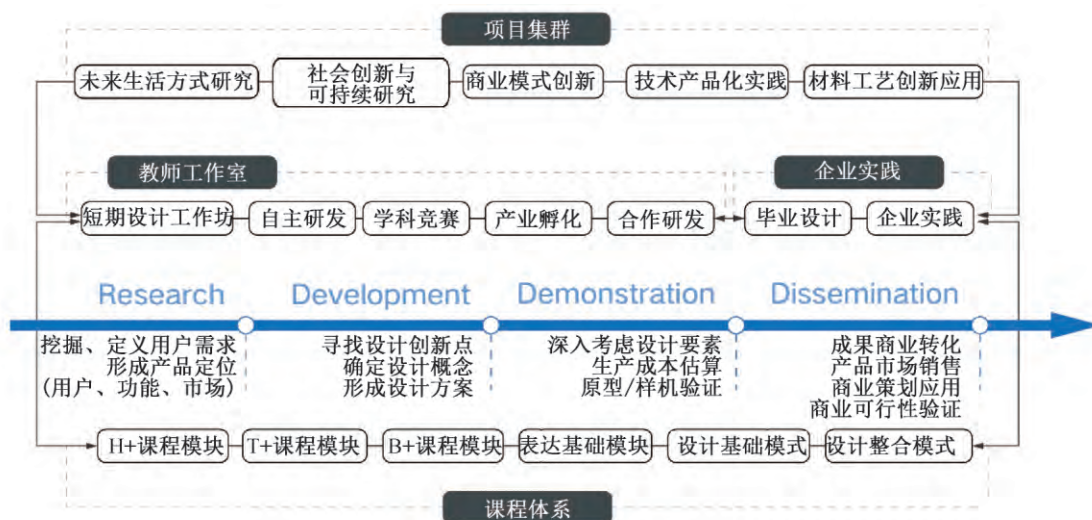 项目集群
未来生活方式研究
社会创新与
可持续研究
商业模式创新
技术产品化实践
材料工艺创新应用
教师工作室
企业实践
短期设计工作坊
自主研发
学科竞赛
产业孵化
合作研发
毕业设计
企业实践
Research
Development
Demonstration
Dissemination
挖掘、定义用户需求
形成产品定位
(用户、功能、市场)
寻找设计创新点
确定设计概念
形成设计方案
深入考虑设计要素
生产成本估算
原型/样机验证
成果商业转化
产品市场销售
商业策划应用
商业可行性验证
H+课程模块
T+课程模块
B+课程模块
表达基础模块
设计基础模式
设计整合模式
课程体系